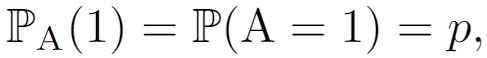 ℙ_A(1) = ℙ(A = 1) = p,